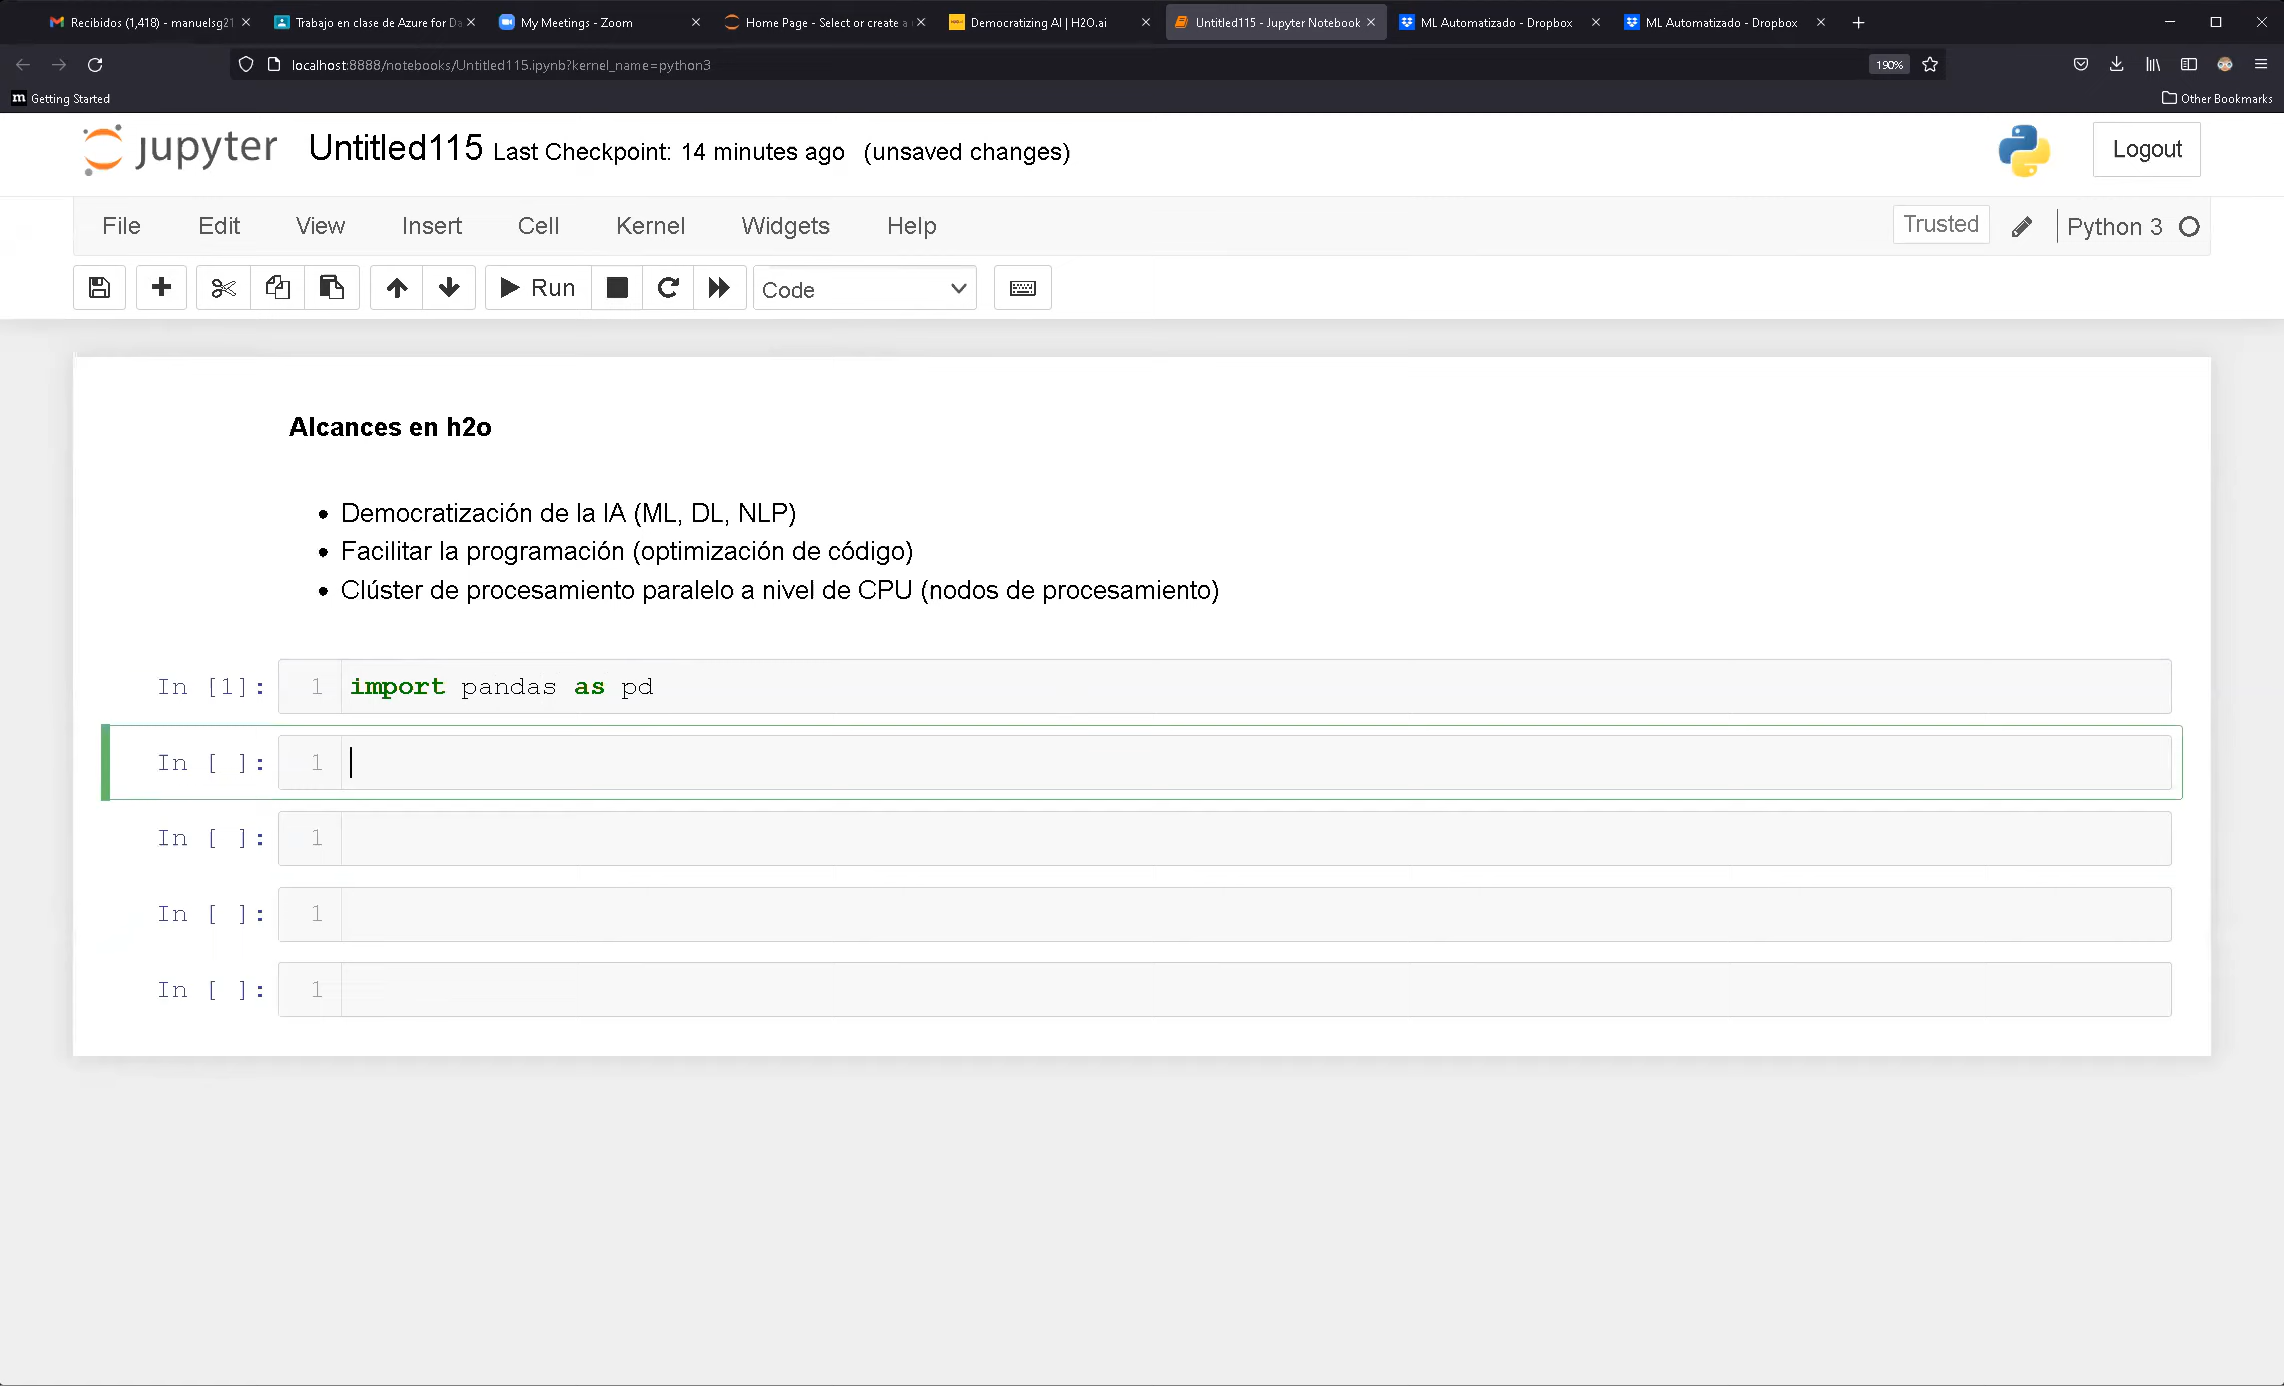 Recibidos (1,418) - manuelsg21
Trabajo en clase de Azure for Da
My Meetings - Zoom
Home Page - Select or create a
Democratizing AI | H2O.ai
Untitled115 - Jupyter Notebook
ML Automatizado - Dropbox
ML Automatizado - Dropbox
localhost:8888/notebooks/Untitled115.ipynb?kernel_name=python3
190%
m Getting Started
Other Bookmarks
jupyter Untitled115 Last Checkpoint: 14 minutes ago (unsaved changes)
Logout
File Edit View Insert Cell Kernel Widgets Help
Trusted
Python 3
Run
Code
Alcances en h2o
• Democratización de la IA (ML, DL, NLP)
• Facilitar la programación (optimización de código)
• Clúster de procesamiento paralelo a nivel de CPU (nodos de procesamiento)
In [1]: 1 import pandas as pd
In [ ]: 1
In [ ]: 1
In [ ]: 1
In [ ]: 1